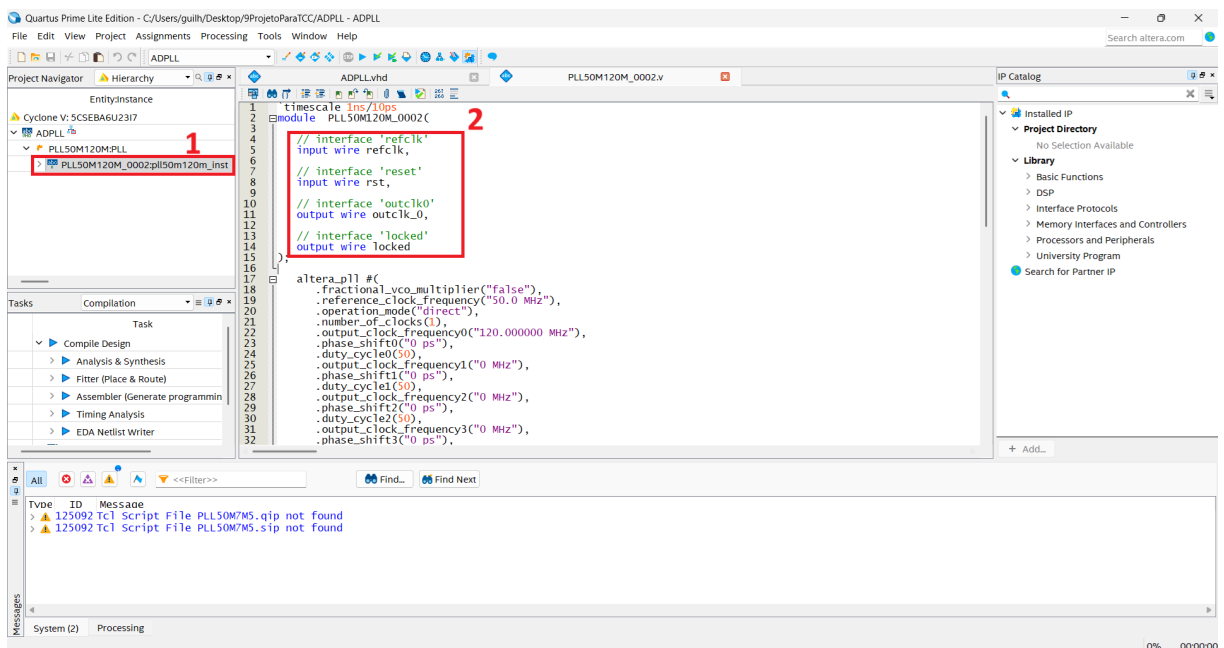 Quartus Prime Lite Edition - C:/Users/guilh/Desktop/9ProjetoParaTCC/ADPLL - ADPLL
File Edit View Project Assignments Processing Tools Window Help
Search altera.com
ADPLL
Project Navigator Hierarchy
Entity:Instance
Cyclone V: 5CSEBA6U23I7
ADPLL
PLL50M120M:PLL
1
PLL50M120M_0002:pll50m120m_inst
ADPLL.vhd
PLL50M120M_0002.v
2
1 `timescale 1ns/10ps
2 module PLL50M120M_0002(
3
4 // interface 'refclk'
5 input wire refclk,
6
7 // interface 'reset'
8 input wire rst,
9
10 // interface 'outclk0'
11 output wire outclk_0,
12
13 // interface 'locked'
14 output wire locked
15 );
16
17 altera_pll #(
18 .fractional_vco_multiplier("false"),
19 .reference_clock_frequency("50.0 MHz"),
20 .operation_mode("direct"),
21 .number_of_clocks(1),
22 .output_clock_frequency0("120.000000 MHz"),
23 .phase_shift0("0 ps"),
24 .duty_cycle0(50),
25 .output_clock_frequency1("0 MHz"),
26 .phase_shift1("0 ps"),
27 .duty_cycle1(50),
28 .output_clock_frequency2("0 MHz"),
29 .phase_shift2("0 ps"),
30 .duty_cycle2(50),
31 .output_clock_frequency3("0 MHz"),
32 .phase_shift3("0 ps"),
IP Catalog
Installed IP
Project Directory
No Selection Available
Library
Basic Functions
DSP
Interface Protocols
Memory Interfaces and Controllers
Processors and Peripherals
University Program
Search for Partner IP
+ Add...
Tasks Compilation
Task
Compile Design
Analysis & Synthesis
Fitter (Place & Route)
Assembler (Generate programmin
Timing Analysis
EDA Netlist Writer
All
<<Filter>>
Find...
Find Next
Type ID Message
125092 Tcl Script File PLL50M7M5.qip not found
125092 Tcl Script File PLL50M7M5.sip not found
Messages
System (2) Processing
0% 00:00:00